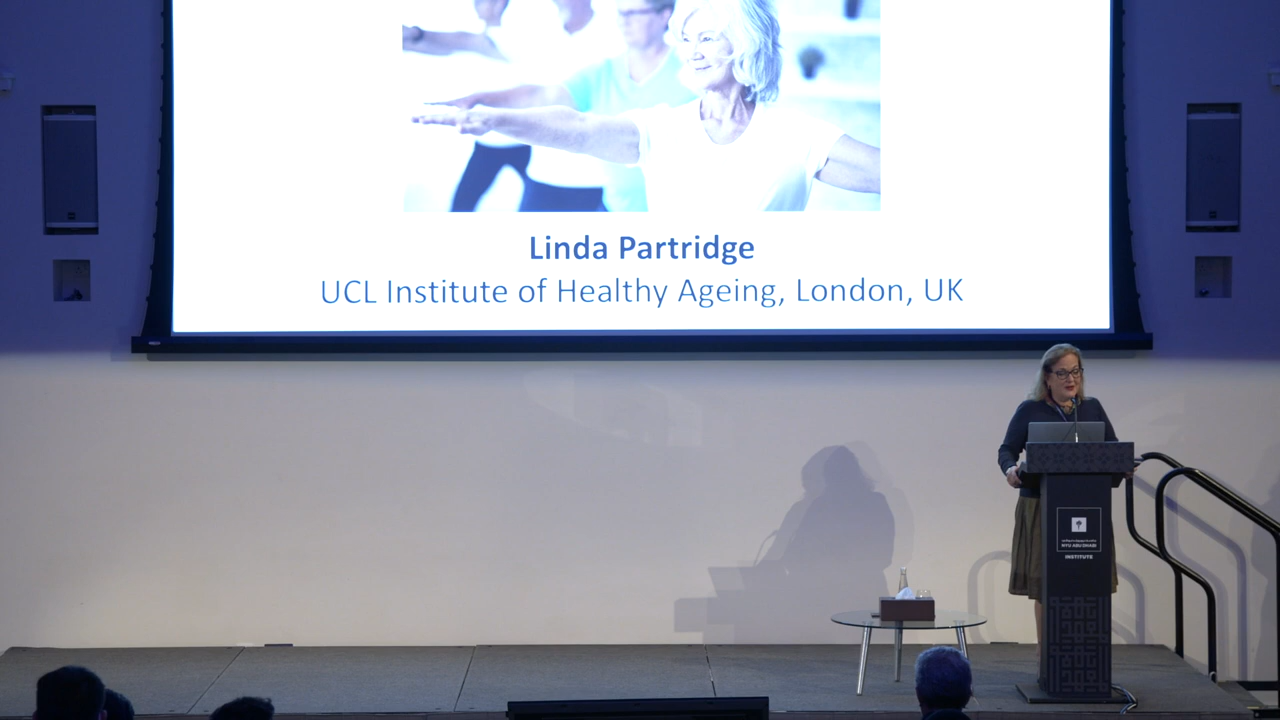 Linda Partridge
UCL Institute of Healthy Ageing, London, UK
NYU ABU DHABI
INSTITUTE